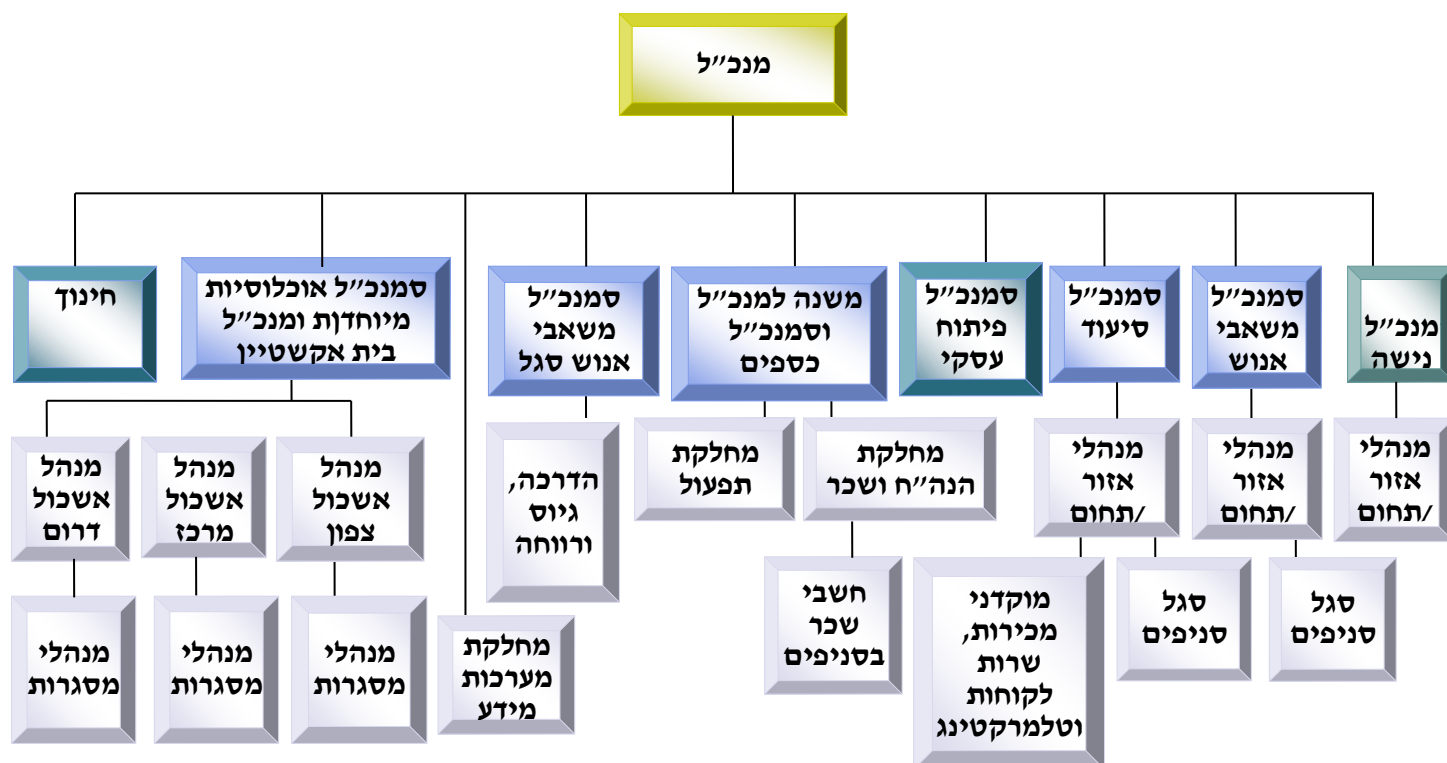 מנכ״ל
מנכ״ל
נישה
סמנכ״ל
משאבי
אנוש
סמנכ״ל
סיעוד
סמנכ״ל
פיתוח
עסקי
משנה למנכ״ל
וסמנכ״ל
כספים
סמנכ״ל
משאבי
אנוש סגל
סמנכ״ל אוכלוסיות
מיוחדןת ומנכ״ל
בית אקשטיין
חינוך
מנהלי
אזור
/תחום
מנהלי
אזור
/תחום
מנהלי
אזור
/תחום
מחלקת
הנה״ח ושכר
מחלקת
תפעול
הדרכה,
גיוס
ורווחה
מנהל
אשכול
צפון
מנהל
אשכול
מרכז
מנהל
אשכול
דרום
סגל
סניפים
סגל
סניפים
מוקדני
מכירות,
שרות
לקוחות
וטלמרקטינג
חשבי
שכר
בסניפים
מחלקת
מערכות
מידע
מנהלי
מסגרות
מנהלי
מסגרות
מנהלי
מסגרות